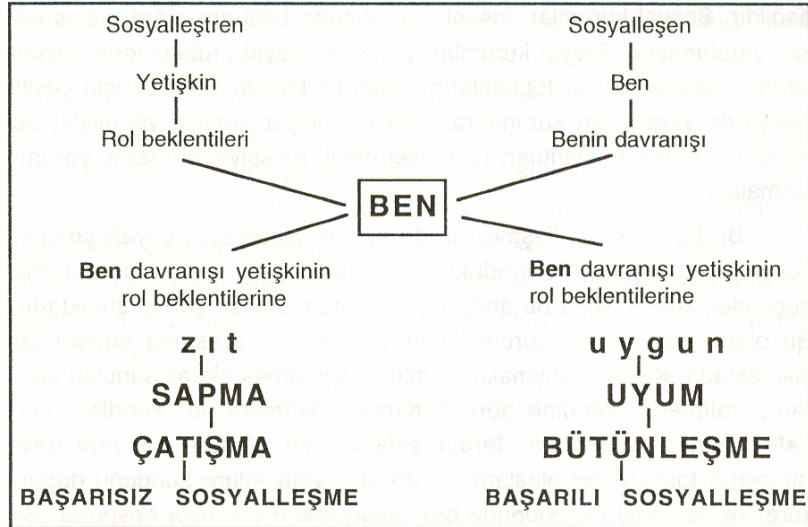 Sosyalleştren
Sosyalleşen
Yetişkin
Ben
Rol beklentileri
Benin davranışı
BEN
Ben davranışı yetişkinin
rol beklentilerine
Ben davranışı yetişkinin
rol beklentilerine
z ı t
u y g u n
SAPMA
UYUM
ÇATIŞMA
BÜTÜNLEŞME
BAŞARISIZ SOSYALLEŞME
BAŞARILI SOSYALLEŞME